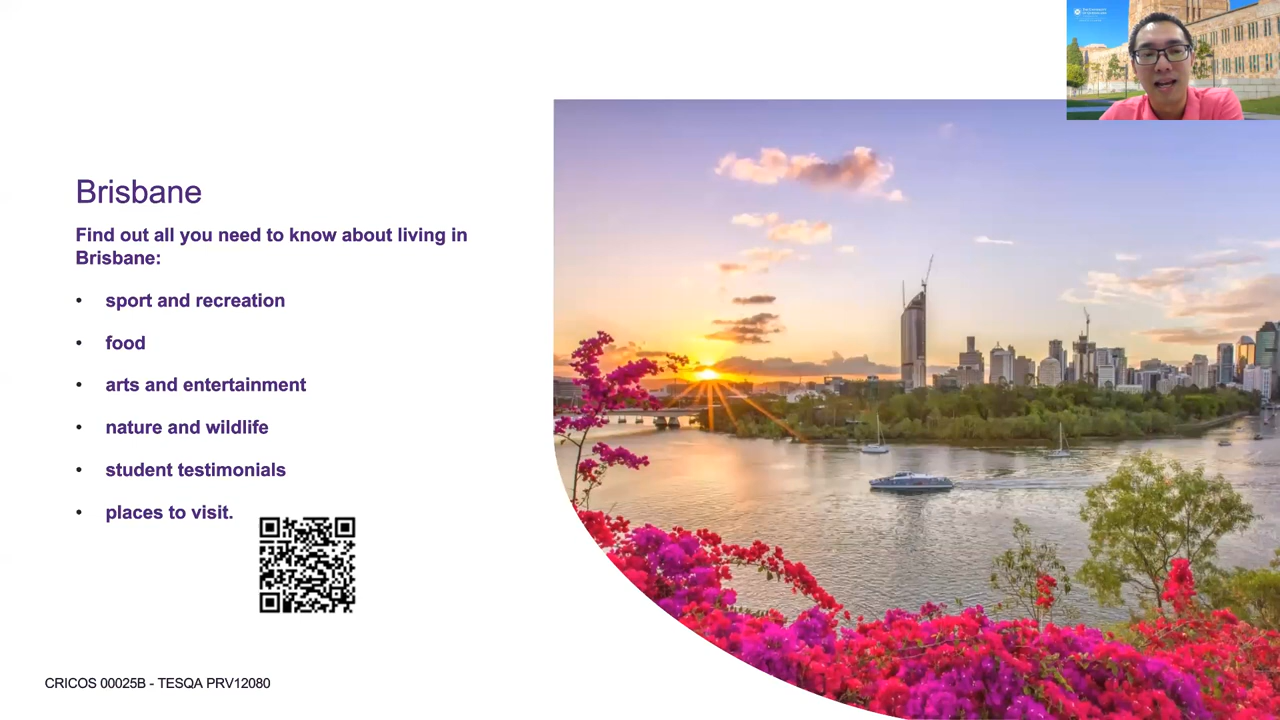 Brisbane
Find out all you need to know about living in
Brisbane:
• sport and recreation
• food
• arts and entertainment
• nature and wildlife
• student testimonials
• places to visit.
CRICOS 00025B - TESQA PRV12080